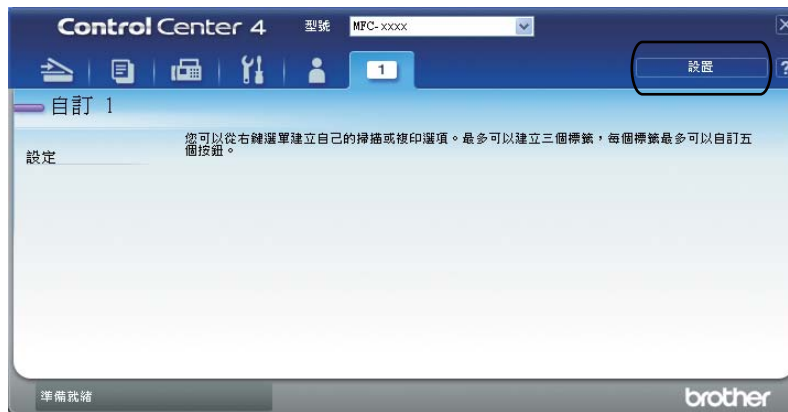 Control Center 4 型號 MFC-xxxx X
1 設置 ?
自訂 1
設定
您可以從右鍵選單建立自己的掃描或複印選項。最多可以建立三個標籤，每個標籤最多可以自訂五
個按鈕。
準備就緒 brother